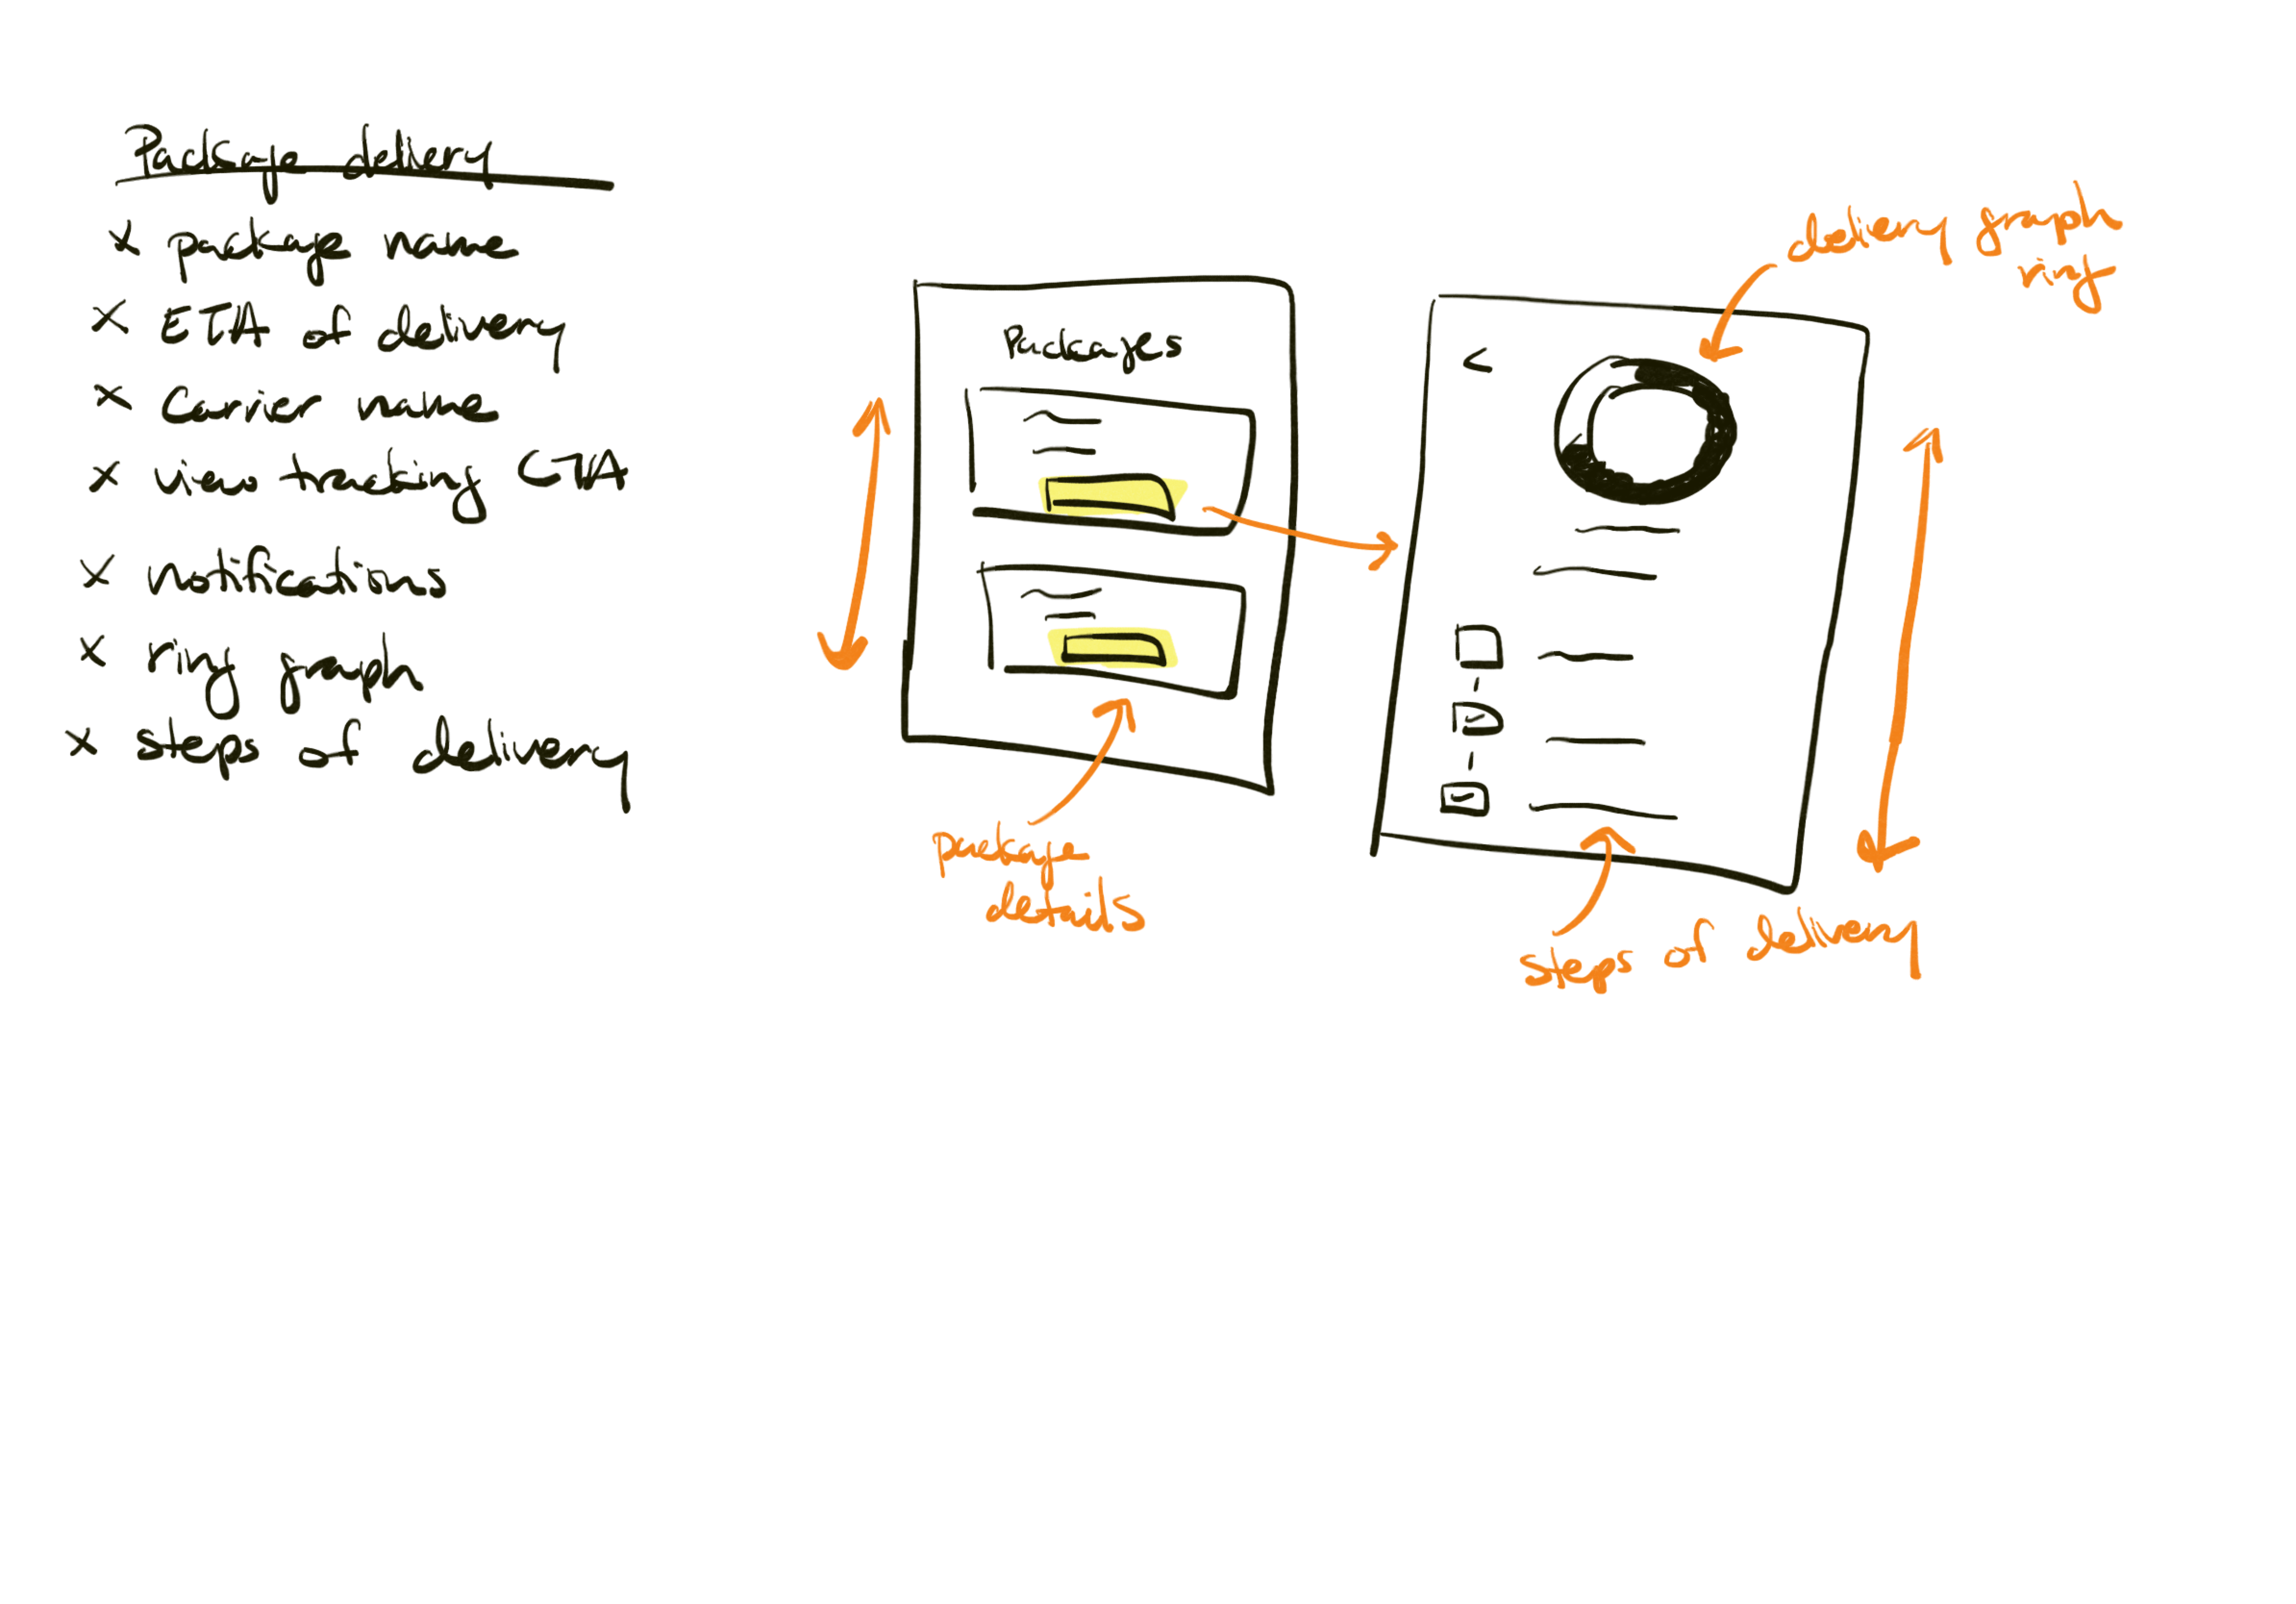 Package delivery
x package name
x ETA of delivery
x Carrier name
x view tracking CTA
x notifications
x ring graph
x steps of delivery
Packages
package
details
<
delivery graph
ring
steps of delivery